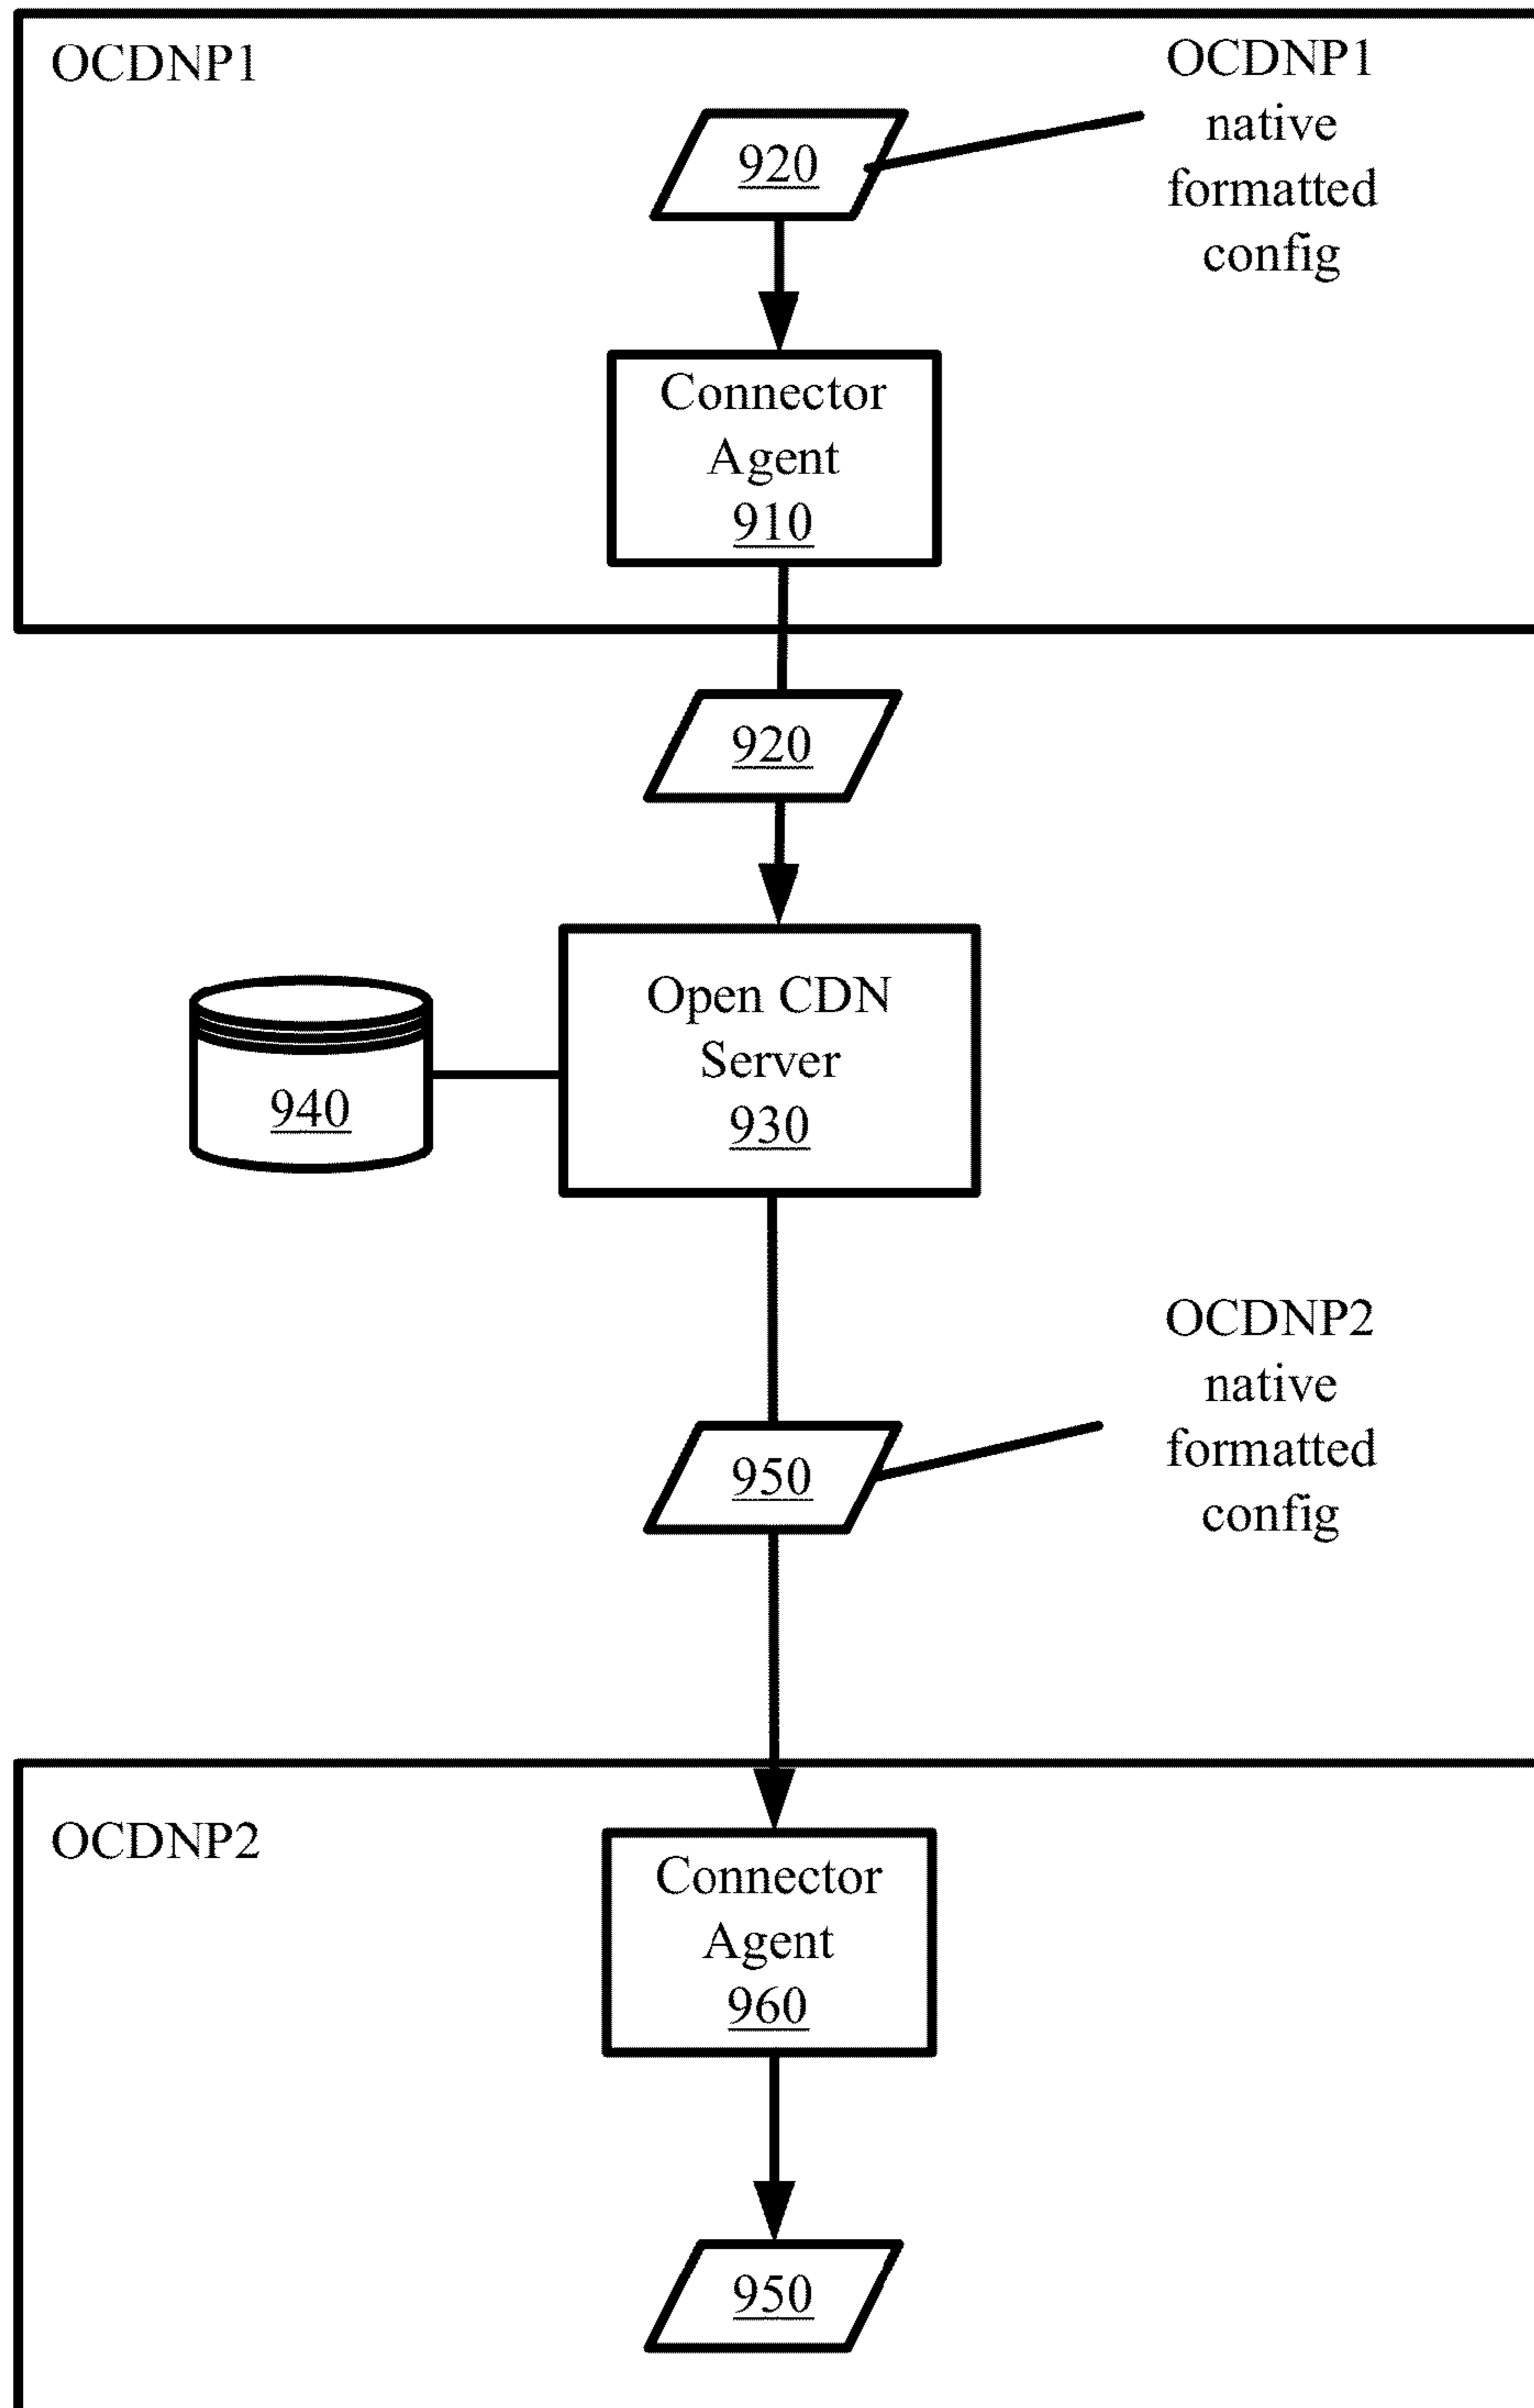 OCDNP1
OCDNP1
native
formatted
config
920
Connector
Agent
910
920
Open CDN
Server
930
940
OCDNP2
native
formatted
config
950
OCDNP2
Connector
Agent
960
950